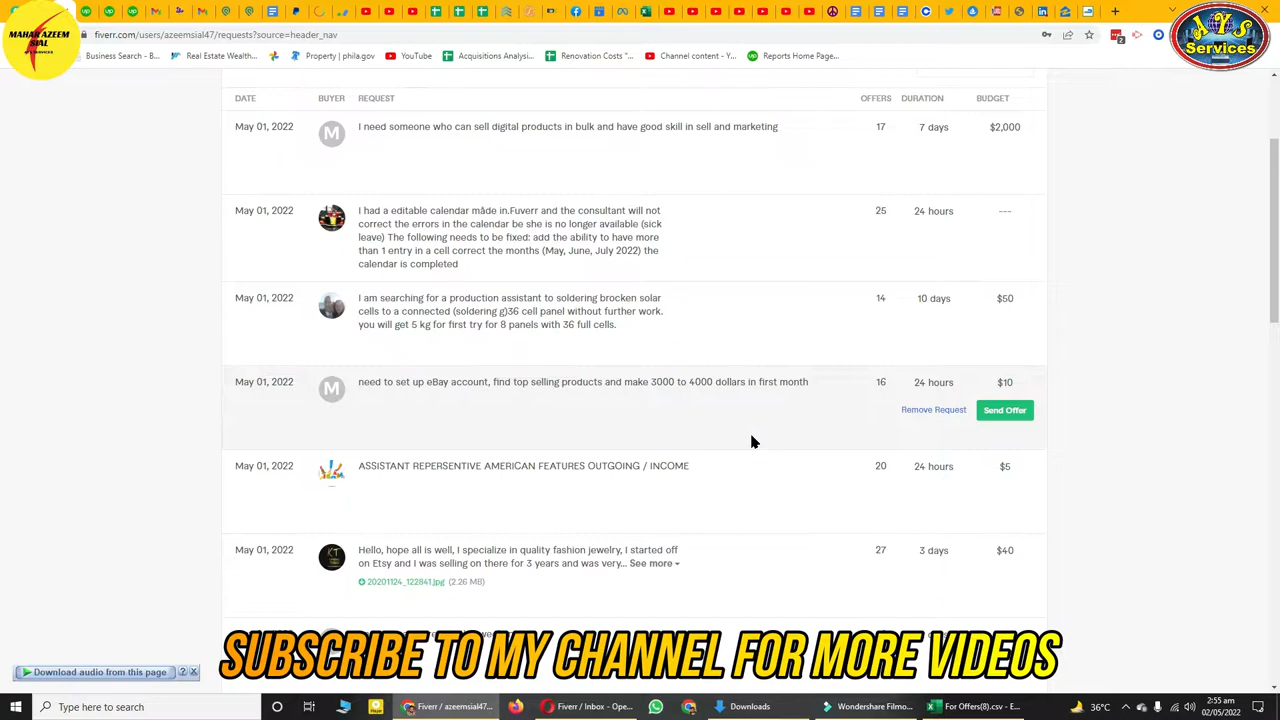 MAHAR AZEEM
SIAL
fiverr.com/users/azeemsial47/requests?source=header_nav
JYS
Services
Business Search - B...
Real Estate Wealth...
Property | phila.gov
YouTube
Acquisitions Analysi...
Renovation Costs "...
Channel content - Y...
Reports Home Page...
DATE BUYER REQUEST OFFERS DURATION BUDGET
May 01, 2022 M I need someone who can sell digital products in bulk and have good skill in sell and marketing 17 7 days $2,000
May 01, 2022 I had a editable calendar måde in.Fuverr and the consultant will not 25 24 hours ---
correct the errors in the calendar be she is no longer available (sick
leave) The following needs to be fixed: add the ability to have more
than 1 entry in a cell correct the months (May, June, July 2022) the
calendar is completed
May 01, 2022 I am searching for a production assistant to soldering brocken solar 14 10 days $50
cells to a connected (soldering g)36 cell panel without further work.
you will get 5 kg for first try for 8 panels with 36 full cells.
May 01, 2022 M need to set up eBay account, find top selling products and make 3000 to 4000 dollars in first month 16 24 hours $10
Remove Request Send Offer
May 01, 2022 ASSISTANT REPERSENTIVE AMERICAN FEATURES OUTGOING / INCOME 20 24 hours $5
May 01, 2022 KT Hello, hope all is well, I specialize in quality fashion jewelry, I started off 27 3 days $40
on Etsy and I was selling on there for 3 years and was very... See more
20201124_122841.jpg (2.26 MB)
SUBSCRIBE TO MY CHANNEL FOR MORE VIDEOS
Download audio from this page ? X
Type here to search
Fiverr / azeemsial47...
Fiverr / Inbox - Ope...
Downloads
Wondershare Filmo...
For Offers(8).csv - E...
36°C
2:55 am
02/05/2022